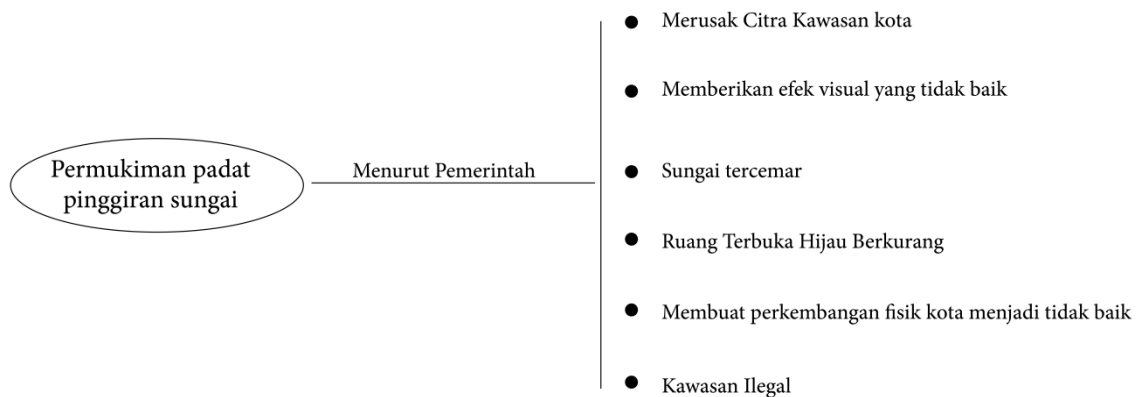 Permukiman padat
pinggiran sungai
Menurut Pemerintah
Merusak Citra Kawasan kota
Memberikan efek visual yang tidak baik
Sungai tercemar
Ruang Terbuka Hijau Berkurang
Membuat perkembangan fisik kota menjadi tidak baik
Kawasan Ilegal